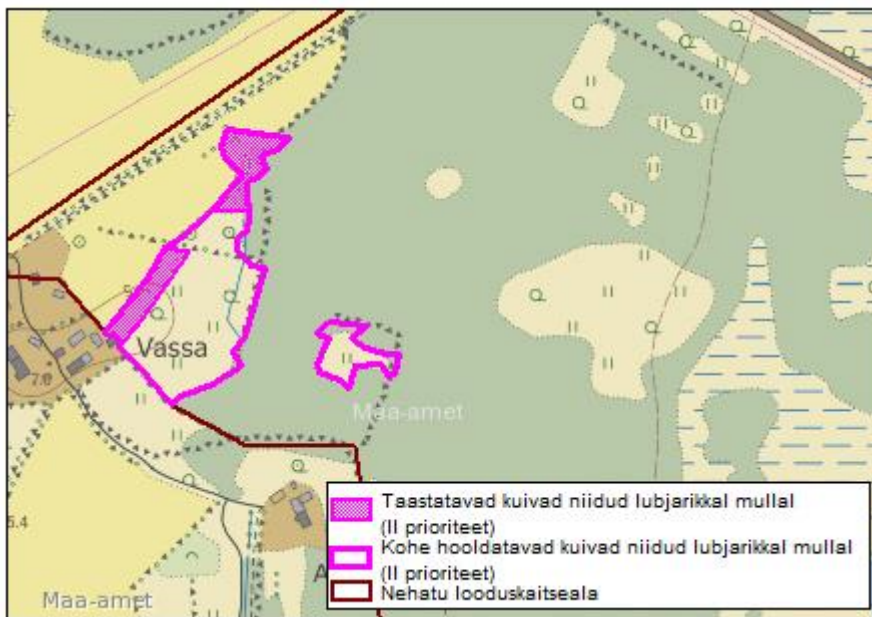 Vassa
7.0
Maa-amet
5.4
A
Maa-amet
Taastatavad kuivad niidud lubjarikkal mullal
(II prioriteet)
Kohe hooldatavad kuivad niidud lubjarikkal mullal
(II prioriteet)
Nehatu looduskaitseala